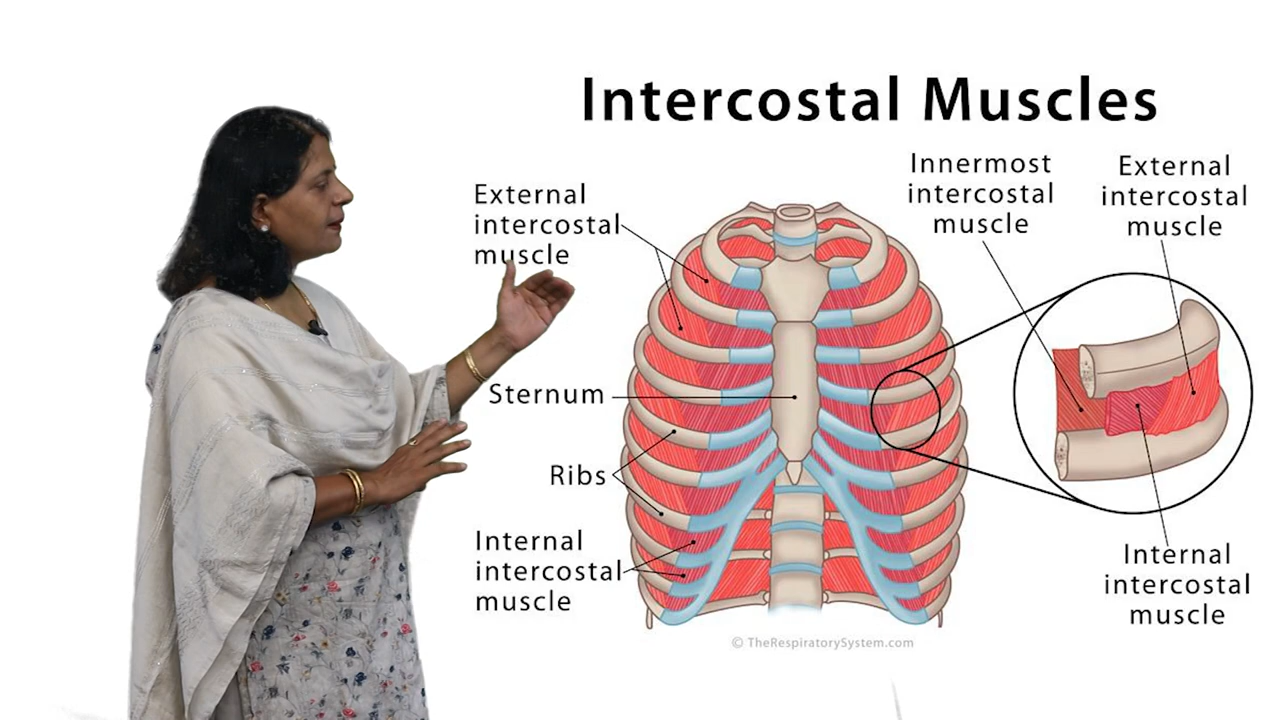 Intercostal Muscles
External
intercostal
muscle
Sternum
Ribs
Internal
intercostal
muscle
Innermost
intercostal
muscle
External
intercostal
muscle
Internal
intercostal
muscle
© TheRespiratorySystem.com